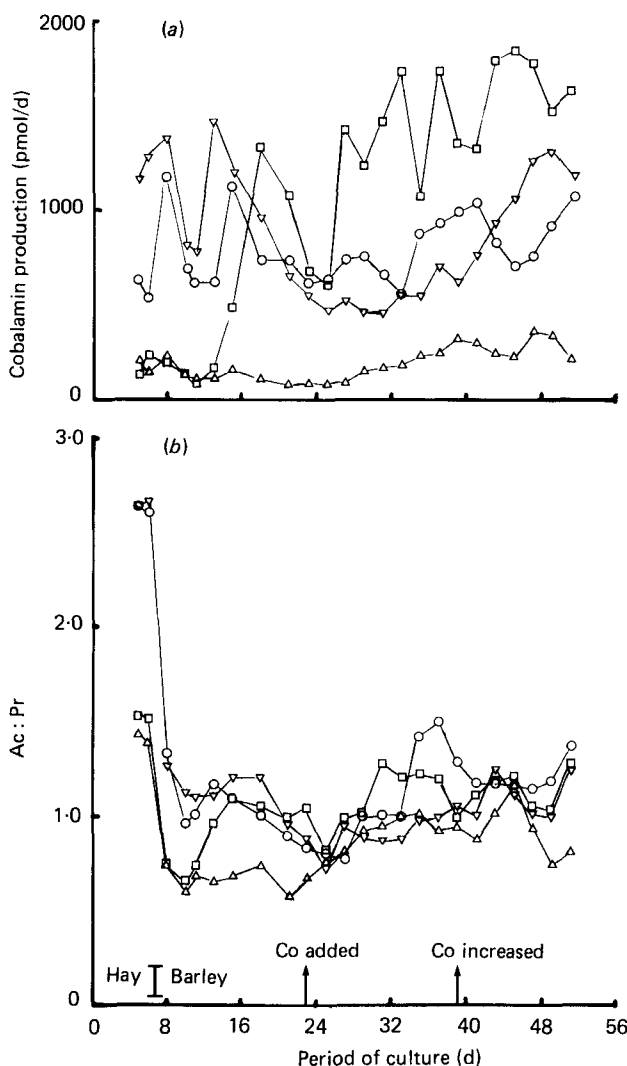 2000
(a)
1000
0
Cobalamin production (pmol/d)
3·0
(b)
2·0
1·0
0
Ac : Pr
Hay
Barley
Co added
Co increased
0 8 16 24 32 40 48 56
Period of culture (d)